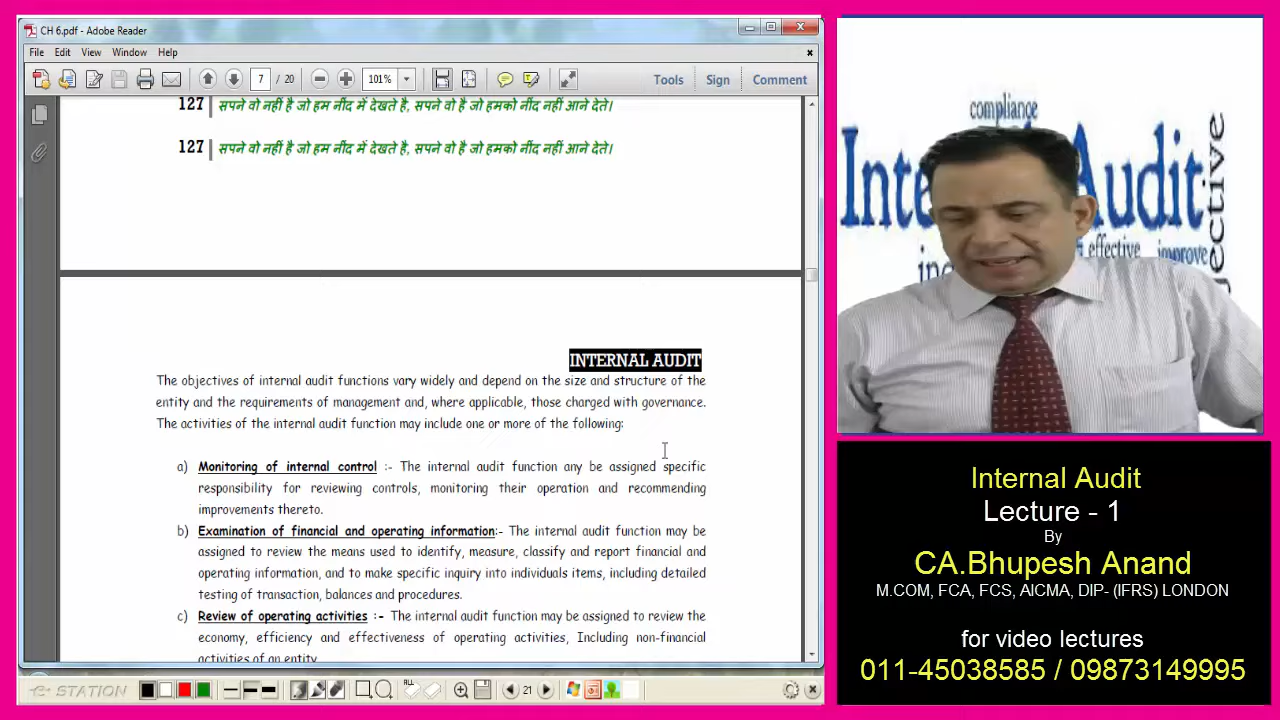 CH 6.pdf - Adobe Reader
File Edit View Window Help
7 / 20 101% Tools Sign Comment
127 सपने वो नहीं है जो हम नींद में देखते है, सपने वो है जो हमको नींद नहीं आने देते।
127 सपने वो नहीं है जो हम नींद में देखते है, सपने वो है जो हमको नींद नहीं आने देते।
INTERNAL AUDIT
The objectives of internal audit functions vary widely and depend on the size and structure of the
entity and the requirements of management and, where applicable, those charged with governance.
The activities of the internal audit function may include one or more of the following:
a) Monitoring of internal control :- The internal audit function any be assigned specific
responsibility for reviewing controls, monitoring their operation and recommending
improvements thereto.
b) Examination of financial and operating information:- The internal audit function may be
assigned to review the means used to identify, measure, classify and report financial and
operating information, and to make specific inquiry into individuals items, including detailed
testing of transaction, balances and procedures.
c) Review of operating activities :- The internal audit function may be assigned to review the
economy, efficiency and effectiveness of operating activities, Including non-financial
activities of an entity
STATION
ALL
21
compliance
Inte Audit
objective
effective improve
Internal Audit
Lecture - 1
By
CA.Bhupesh Anand
M.COM, FCA, FCS, AICMA, DIP- (IFRS) LONDON
for video lectures
011-45038585 / 09873149995